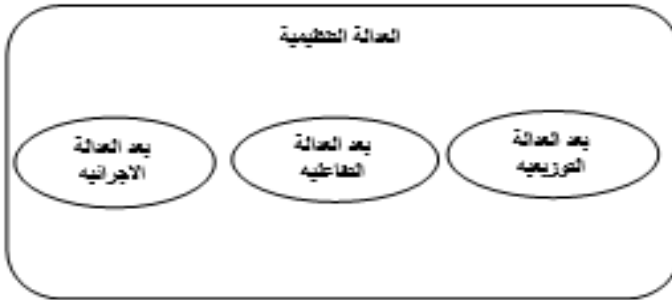 العدالة التنظيمية
بعد العدالة
التوزيعيه
بعد العدالة
التفاعليه
بعد العدالة
الاجرائيه